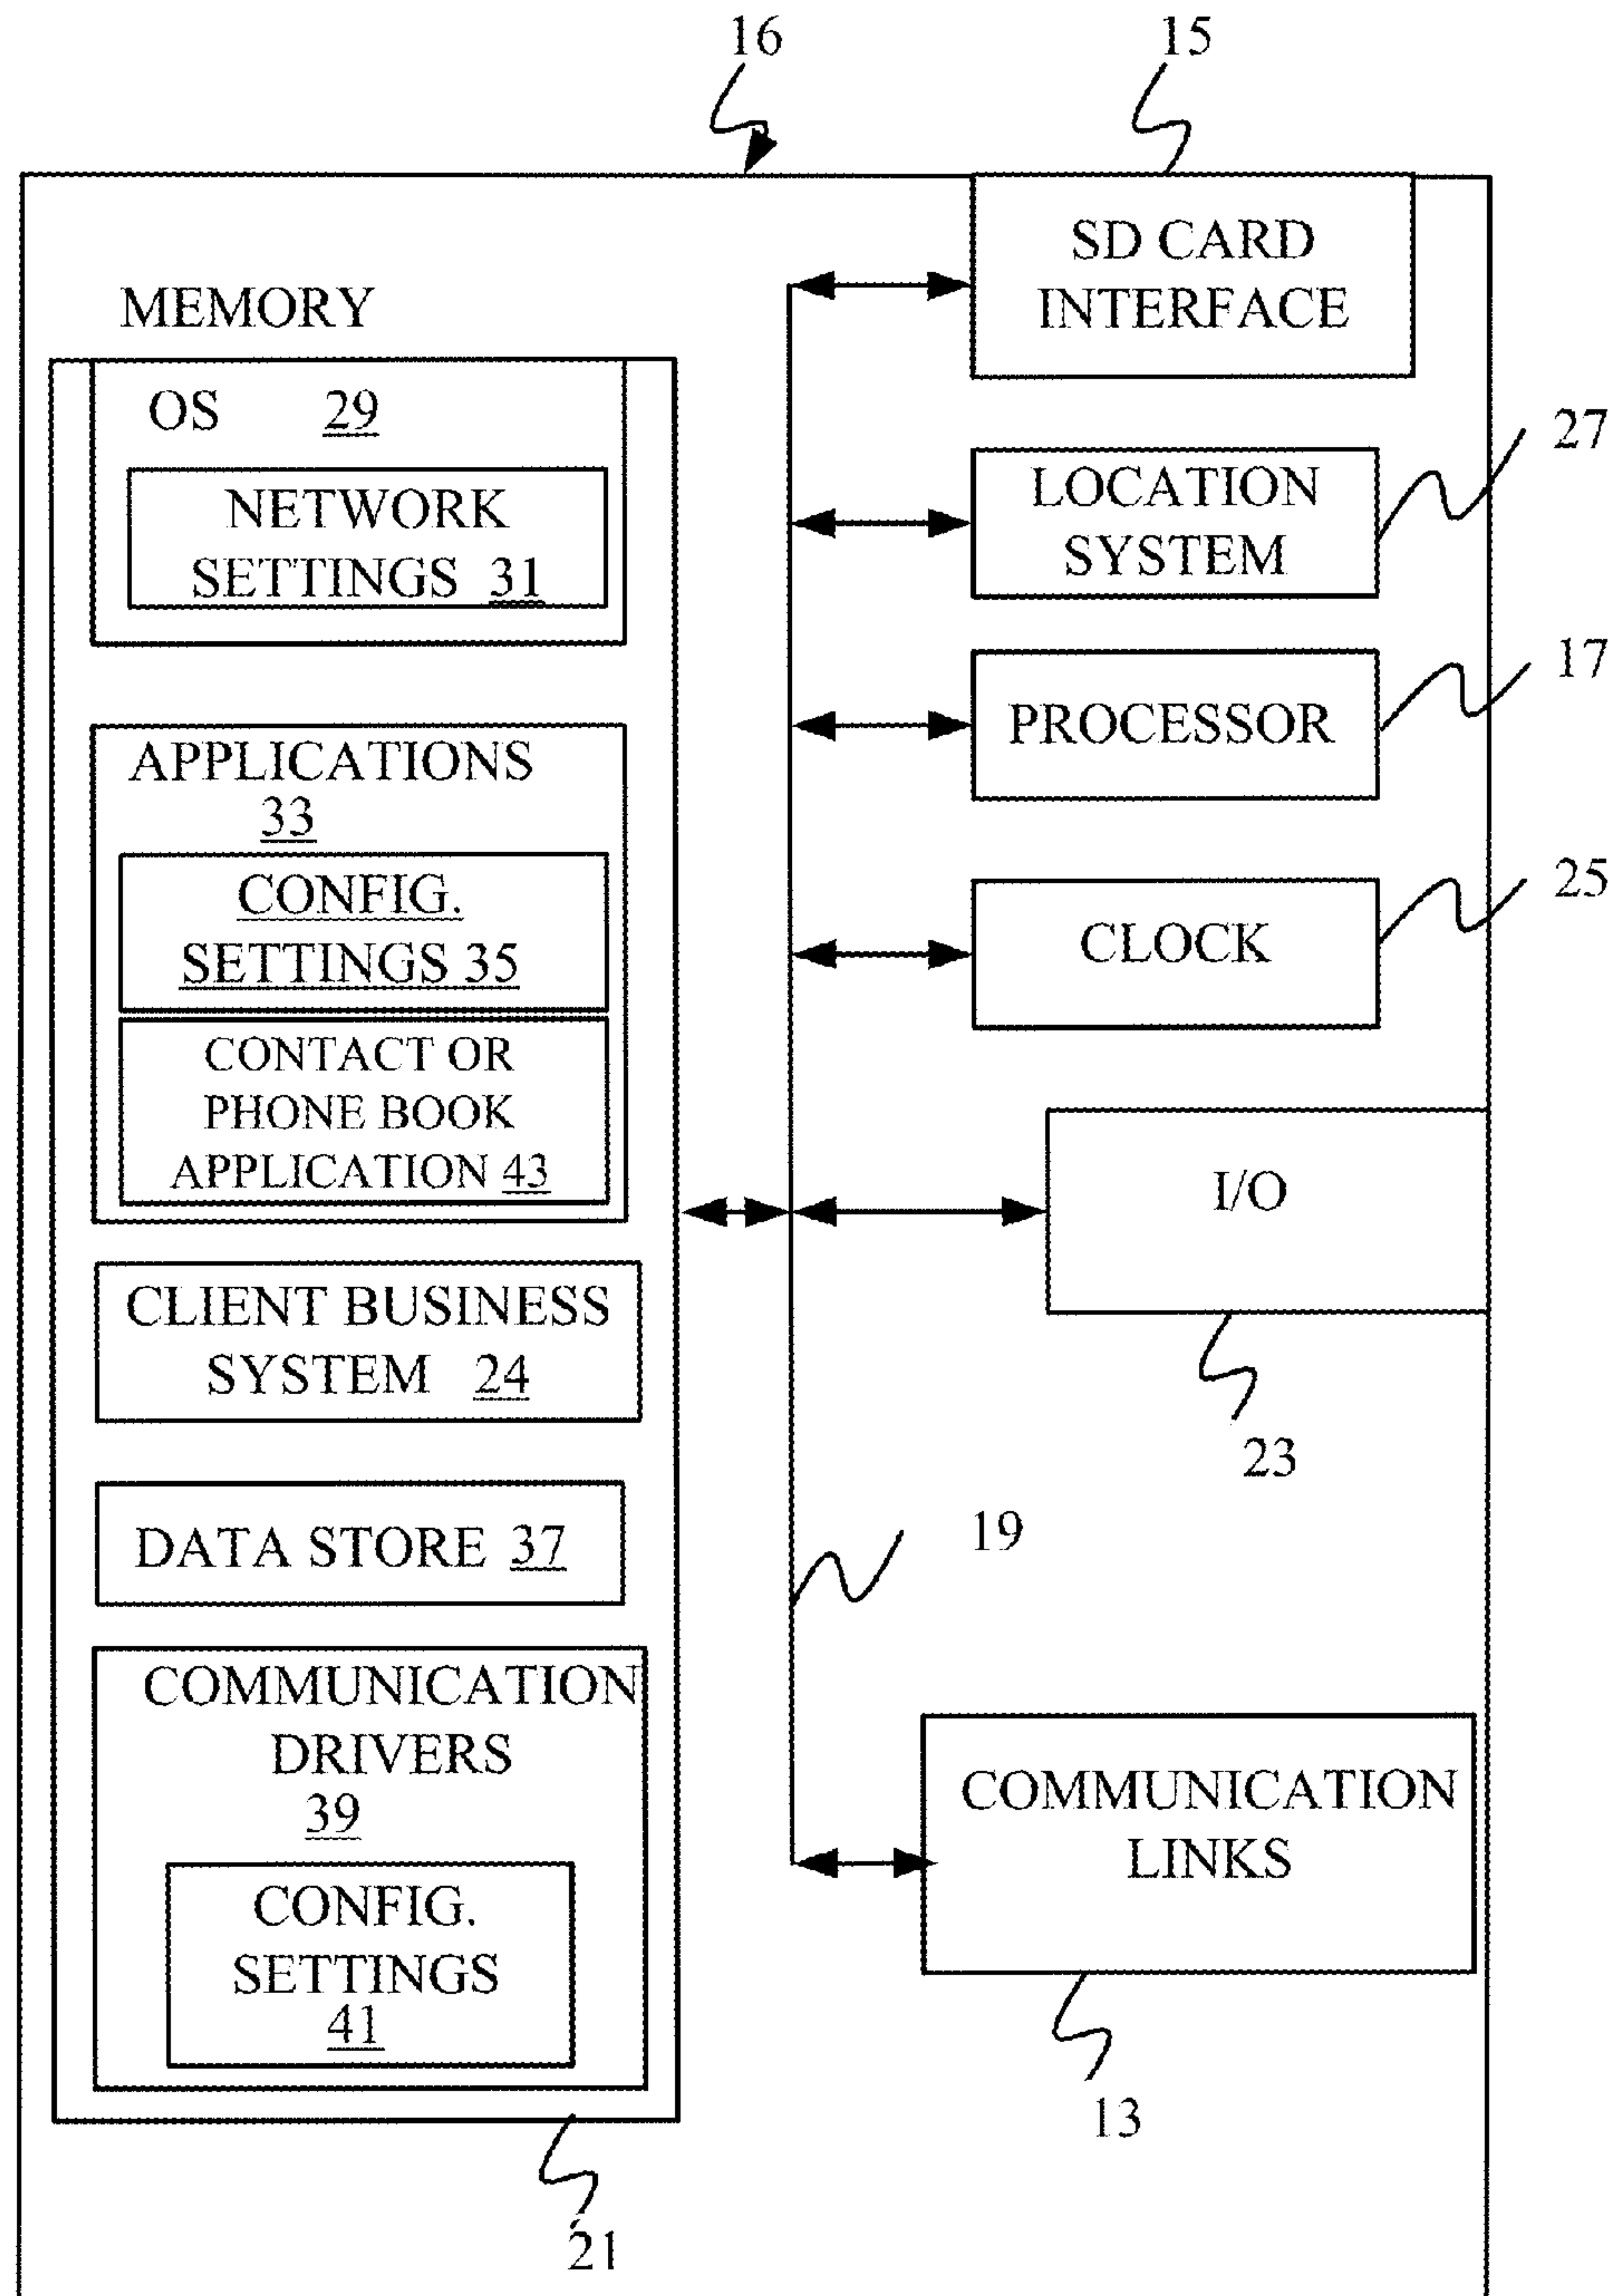 16
15
MEMORY
OS 29
NETWORK
SETTINGS 31
APPLICATIONS
33
CONFIG.
SETTINGS 35
CONTACT OR
PHONE BOOK
APPLICATION 43
CLIENT BUSINESS
SYSTEM 24
DATA STORE 37
COMMUNICATION
DRIVERS
39
CONFIG.
SETTINGS
41
21
SD CARD
INTERFACE
LOCATION
SYSTEM
27
PROCESSOR
17
CLOCK
25
I/O
23
19
COMMUNICATION
LINKS
13